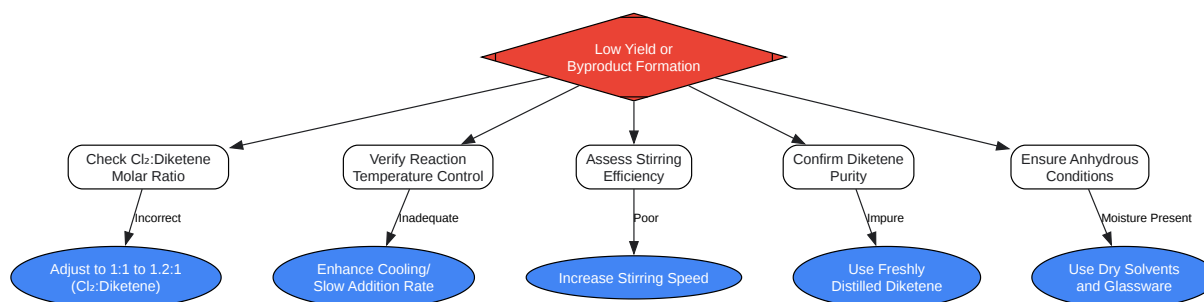 Low Yield or
Byproduct Formation
Check Cl₂:Diketene
Molar Ratio
Verify Reaction
Temperature Control
Assess Stirring
Efficiency
Confirm Diketene
Purity
Ensure Anhydrous
Conditions
Incorrect
Inadequate
Poor
Impure
Moisture Present
Adjust to 1:1 to 1.2:1
(Cl₂:Diketene)
Enhance Cooling/
Slow Addition Rate
Increase Stirring Speed
Use Freshly
Distilled Diketene
Use Dry Solvents
and Glassware